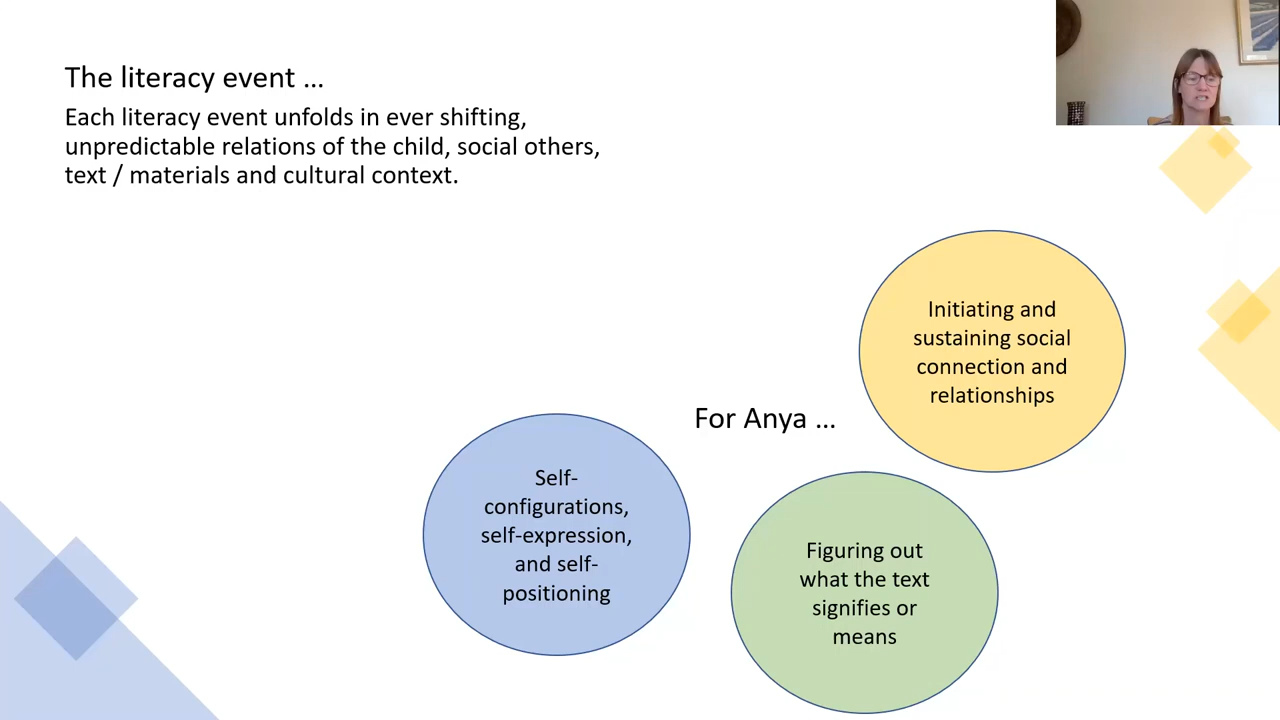 The literacy event …
Each literacy event unfolds in ever shifting,
unpredictable relations of the child, social others,
text / materials and cultural context.
Initiating and
sustaining social
connection and
relationships
For Anya …
Self-
configurations,
self-expression,
and self-
positioning
Figuring out
what the text
signifies or
means